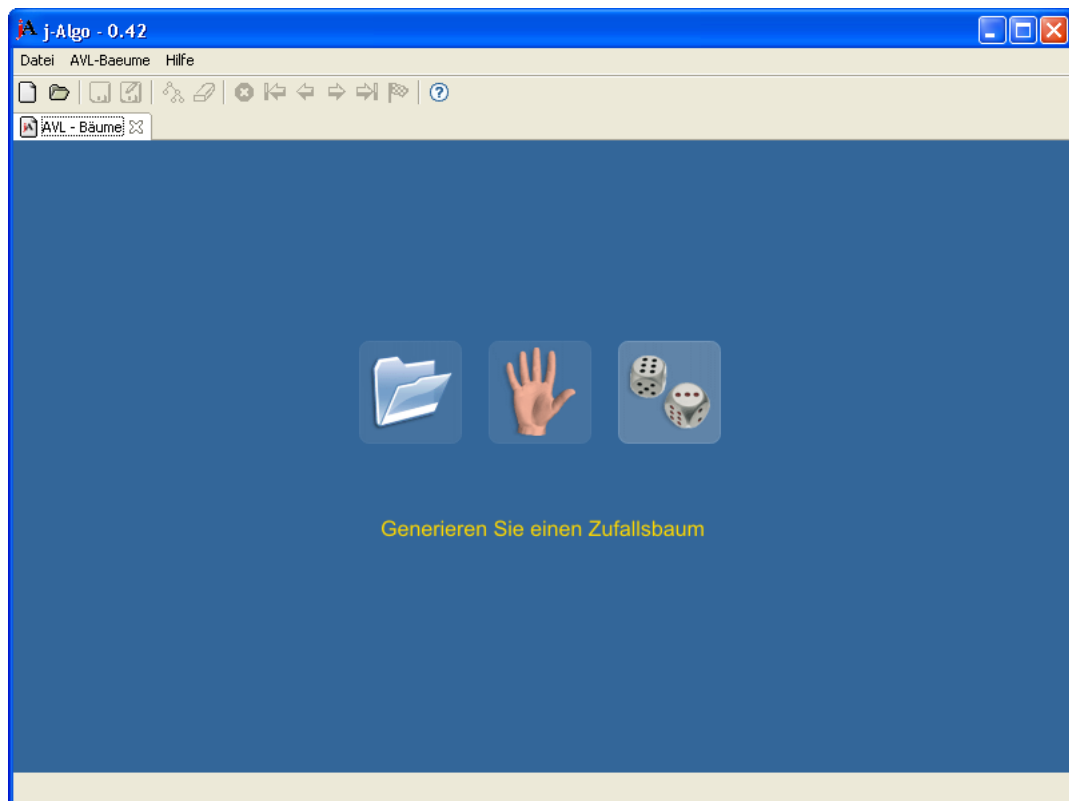 j-Algo - 0.42
Datei AVL-Baeume Hilfe
AVL - Bäume
Generieren Sie einen Zufallsbaum